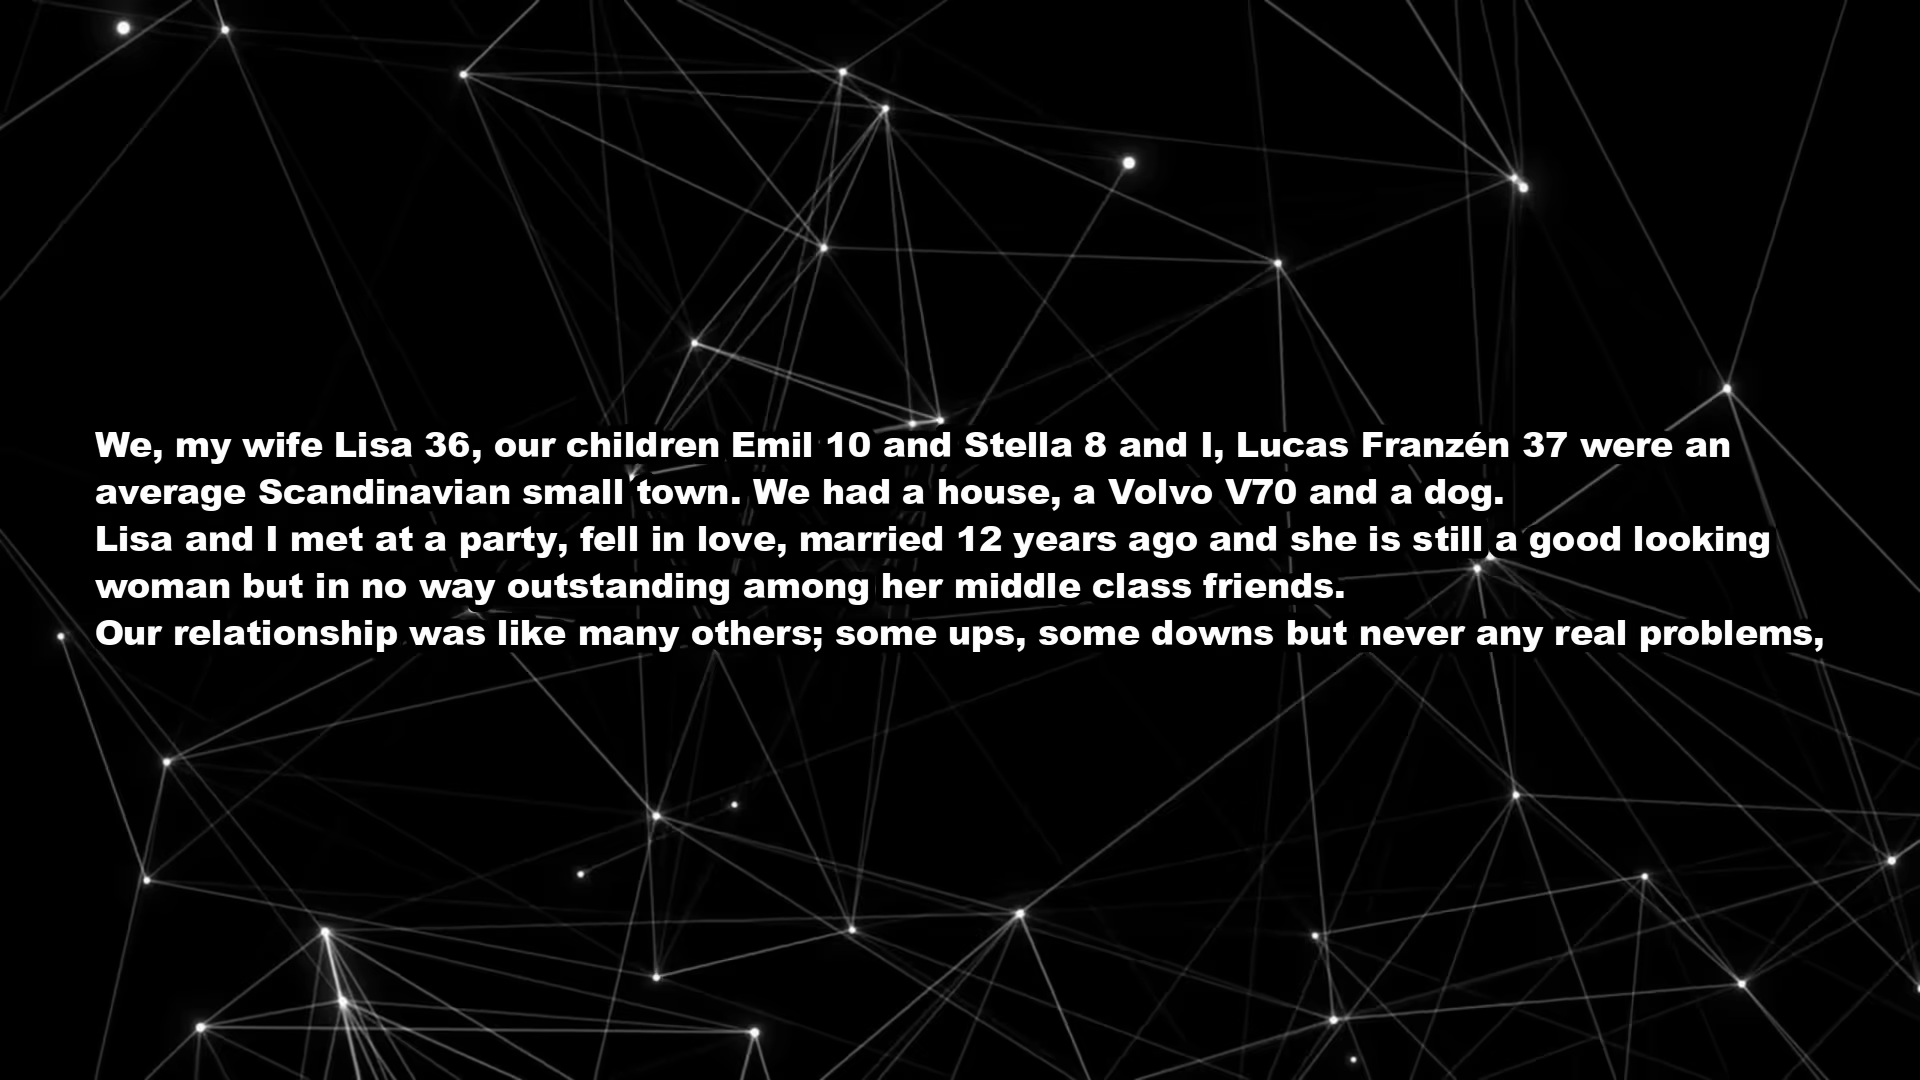 We, my wife Lisa 36, our children Emil 10 and Stella 8 and I, Lucas Franzén 37 were an
average Scandinavian small town. We had a house, a Volvo V70 and a dog.
Lisa and I met at a party, fell in love, married 12 years ago and she is still a good looking
woman but in no way outstanding among her middle class friends.
Our relationship was like many others; some ups, some downs but never any real problems,